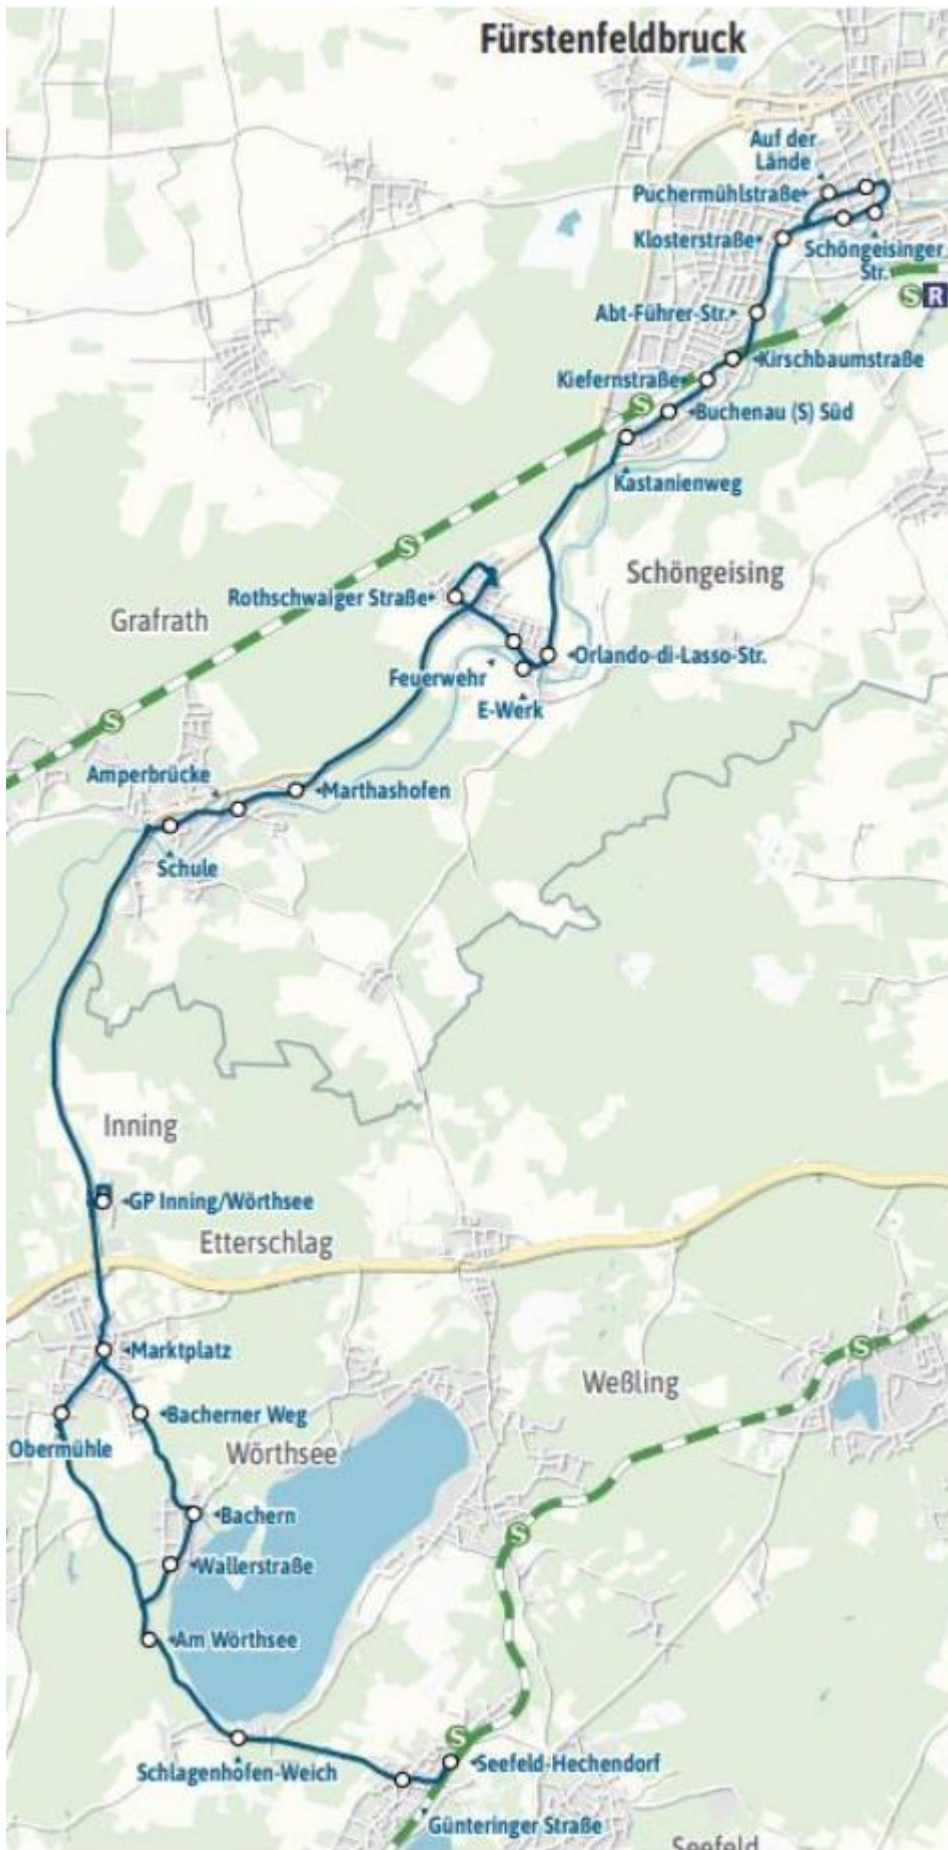 Fürstenfeldbruck
Auf der
Lände
Puchermühlstraße
Klosterstraße
Schöngeisinger
Str.
S R
Abt-Führer-Str.
Kirschbaumstraße
Kiefernstraße
S
Buchenau (S) Süd
Kastanienweg
S
Schöngeising
Rothschwaiger Straße
Grafrath
Orlando-di-Lasso-Str.
Feuerwehr
E-Werk
S
Amperbrücke
Marthashofen
Schule
Inning
GP Inning/Wörthsee
Etterschlag
Marktplatz
S
Weßling
Bacherner Weg
Obermühle
Wörthsee
Bachern
S
Wallerstraße
Am Wörthsee
S
Seefeld-Hechendorf
Schlagenhofen-Weich
Günteringer Straße
Seefeld